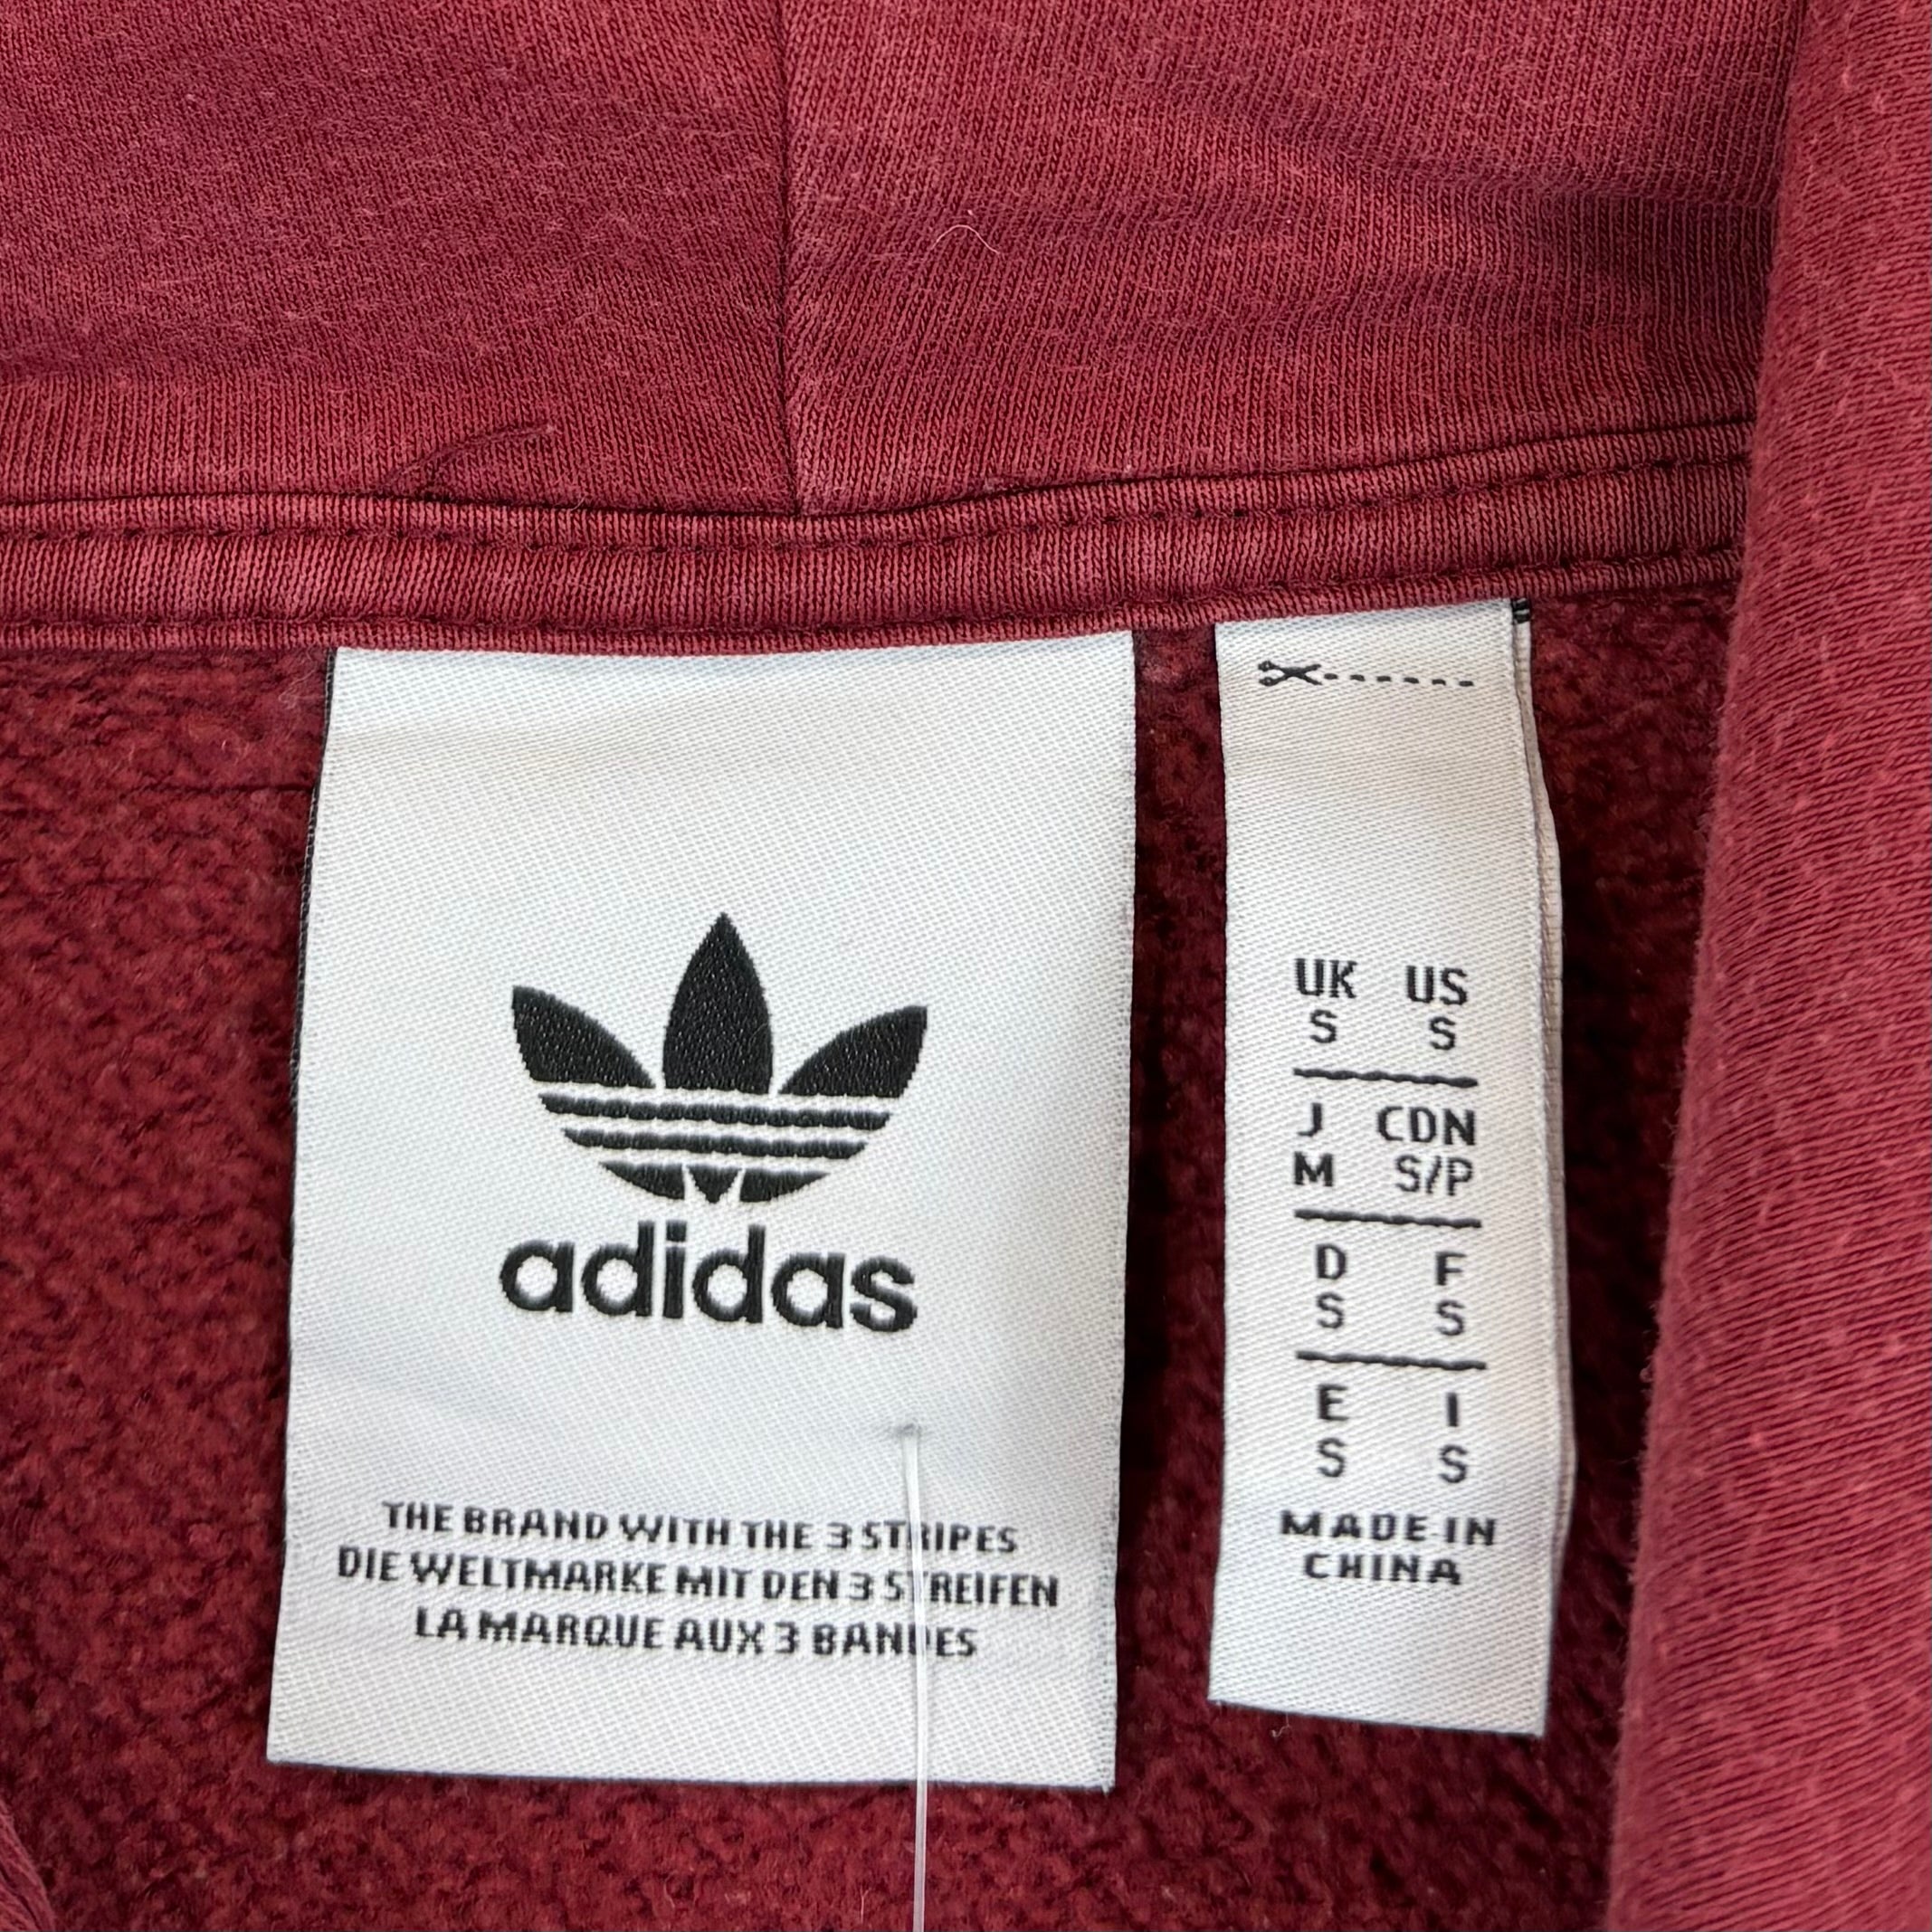 adidas
THE BRAND WITH THE 3 STRIPES
DIE WELTMARKE MIT DEN 3 STREIFEN
LA MARQUE AUX 3 BANDES
UK US
S S
J CDN
M S/P
D F
S S
E I
S S
MADE IN
CHINA